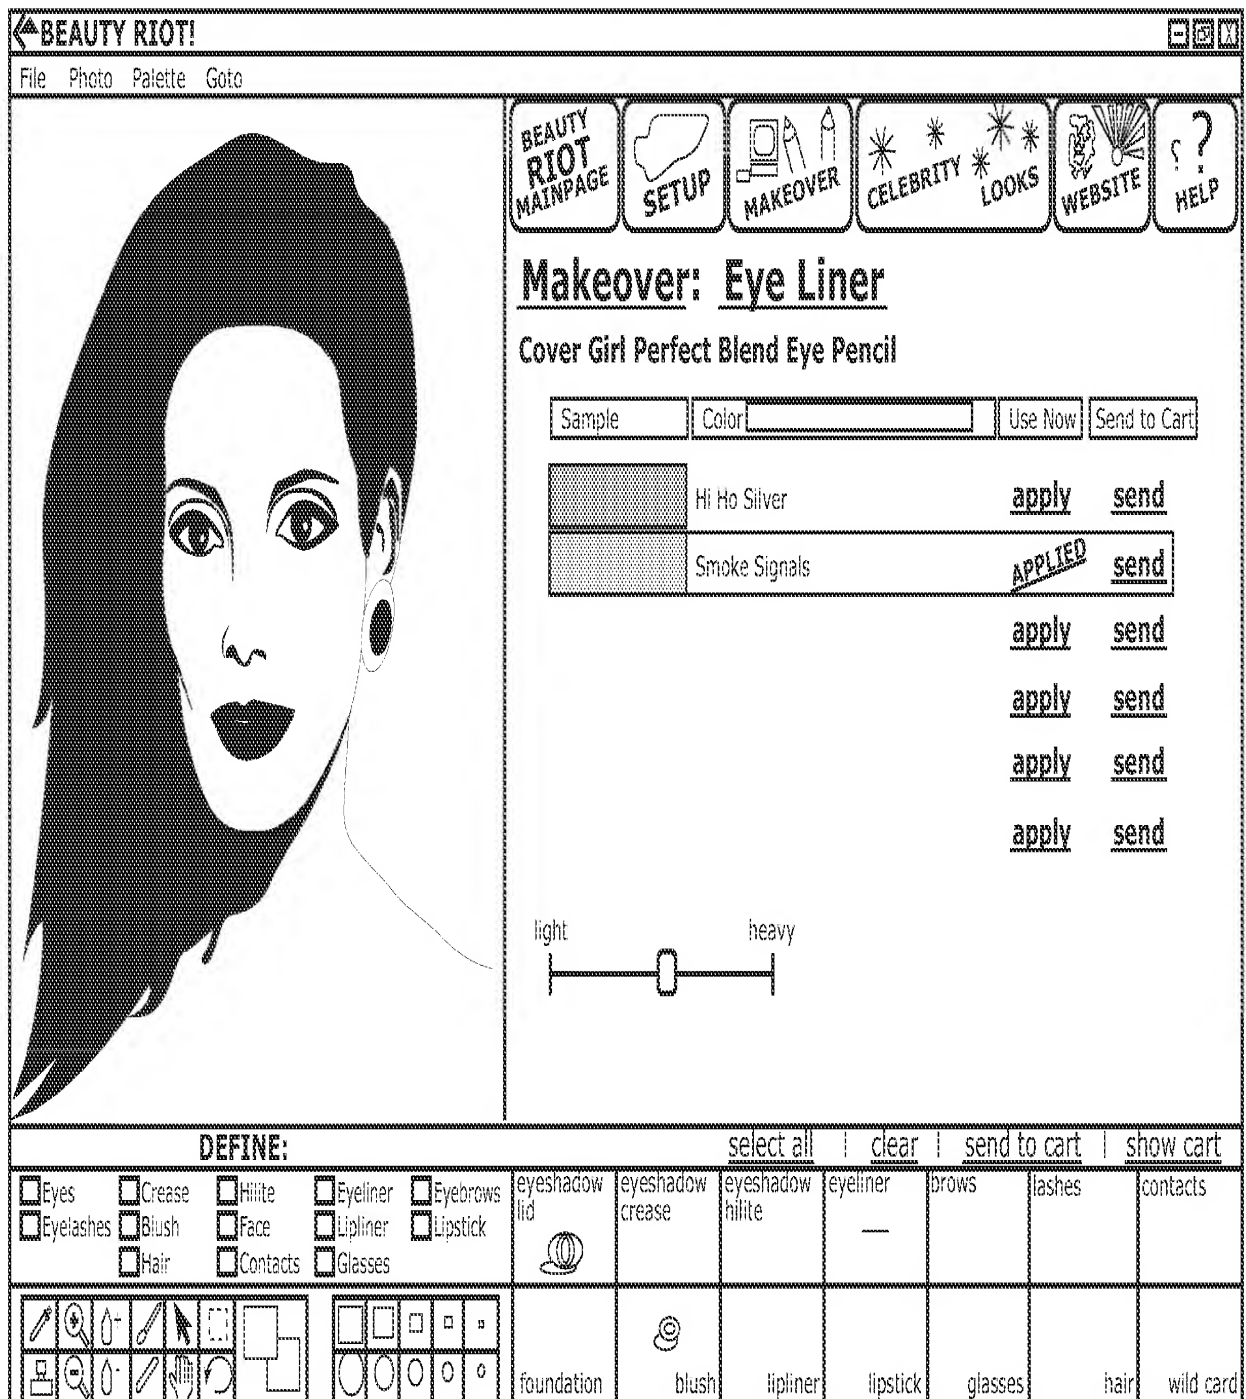 BEAUTY RIOT!
File Photo Palette Goto
BEAUTY RIOT MAINPAGE
SETUP
MAKEOVER
CELEBRITY LOOKS
WEBSITE
? ? HELP
Makeover: Eye Liner
Cover Girl Perfect Blend Eye Pencil
Sample Color Use Now Send to Cart
Hi Ho Silver apply send
Smoke Signals APPLIED send
apply send
apply send
apply send
apply send
light heavy
DEFINE: select all | clear | send to cart | show cart
Eyes Crease Hilite Eyeliner Eyebrows
Eyelashes Blush Face Lipliner Lipstick
Hair Contacts Glasses
eyeshadow lid
eyeshadow crease
eyeshadow hilite
eyeliner
brows
lashes
contacts
foundation blush lipliner lipstick glasses hair wild card